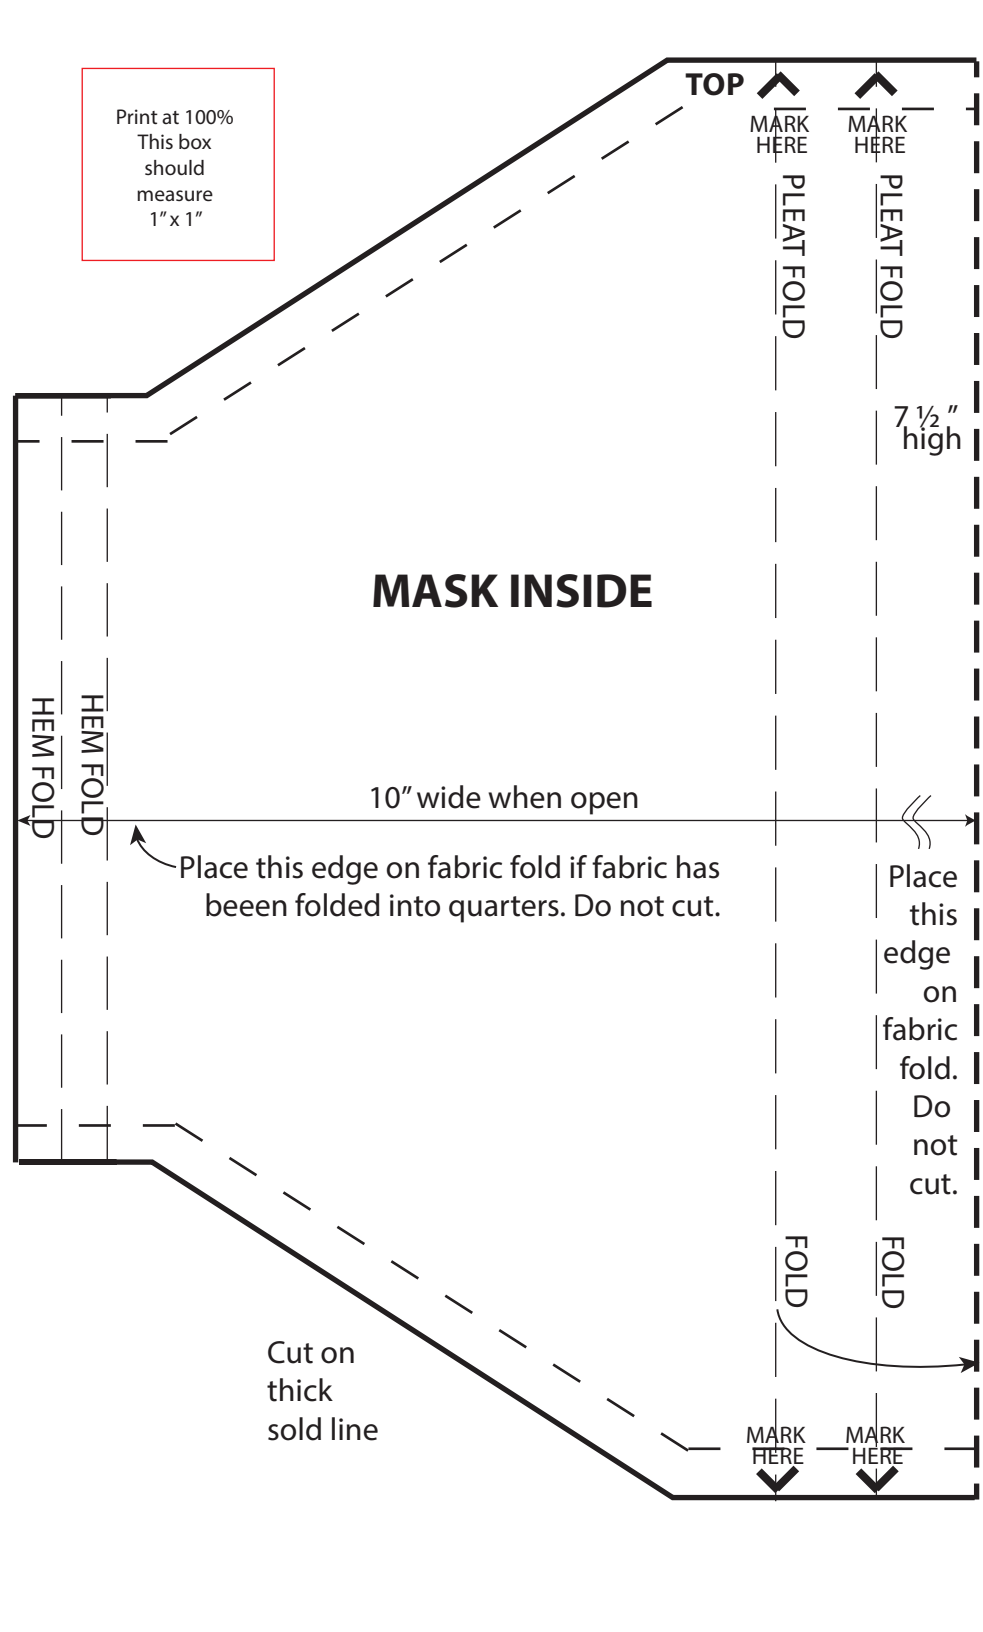 Print at 100%
This box
should
measure
1” x 1”
TOP
MARK
HERE
MARK
HERE
PLEAT FOLD
PLEAT FOLD
7 ½ ”
high
MASK INSIDE
HEM FOLD
HEM FOLD
10” wide when open
Place this edge on fabric fold if fabric has
beeen folded into quarters. Do not cut.
Place
this
edge
on
fabric
fold.
Do
not
cut.
FOLD
FOLD
Cut on
thick
sold line
MARK
HERE
MARK
HERE